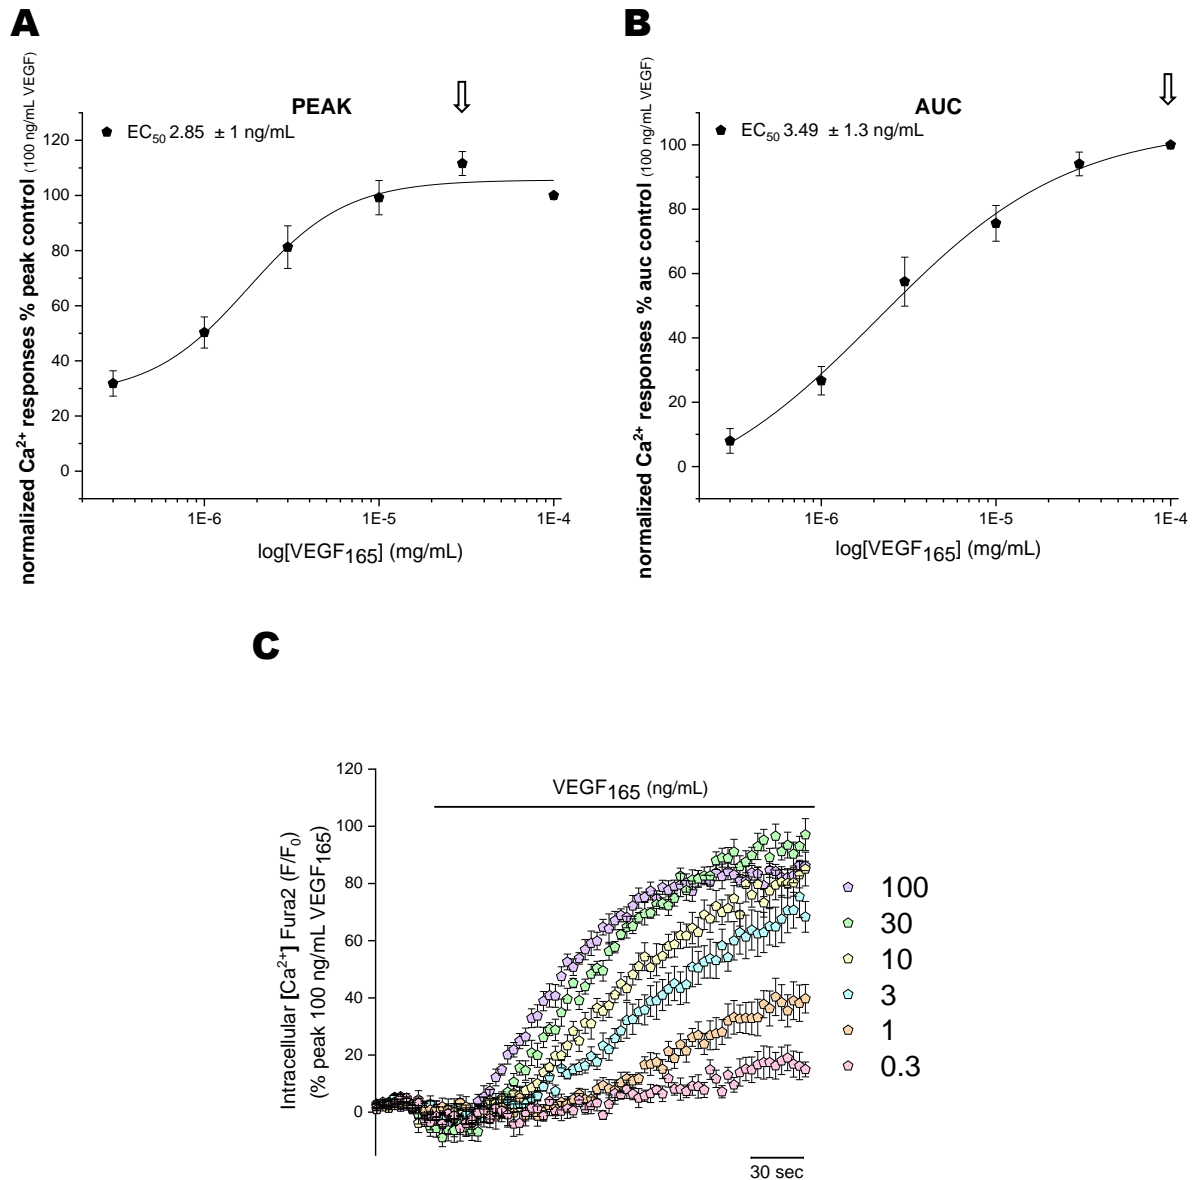 A
normalized Ca²⁺ responses % peak control (100 ng/mL VEGF)
PEAK
EC₅₀ 2.85 ± 1 ng/mL
120
100
80
60
40
20
0
1E-6
1E-5
1E-4
log[VEGF₁₆₅] (mg/mL)
B
normalized Ca²⁺ responses % auc control (100 ng/mL VEGF)
AUC
EC₅₀ 3.49 ± 1.3 ng/mL
100
80
60
40
20
0
1E-6
1E-5
1E-4
log[VEGF₁₆₅] (mg/mL)
C
Intracellular [Ca²⁺] Fura2 (F/F₀)
(% peak 100 ng/mL VEGF₁₆₅)
120
100
80
60
40
20
0
VEGF₁₆₅ (ng/mL)
100
30
10
3
1
0.3
30 sec